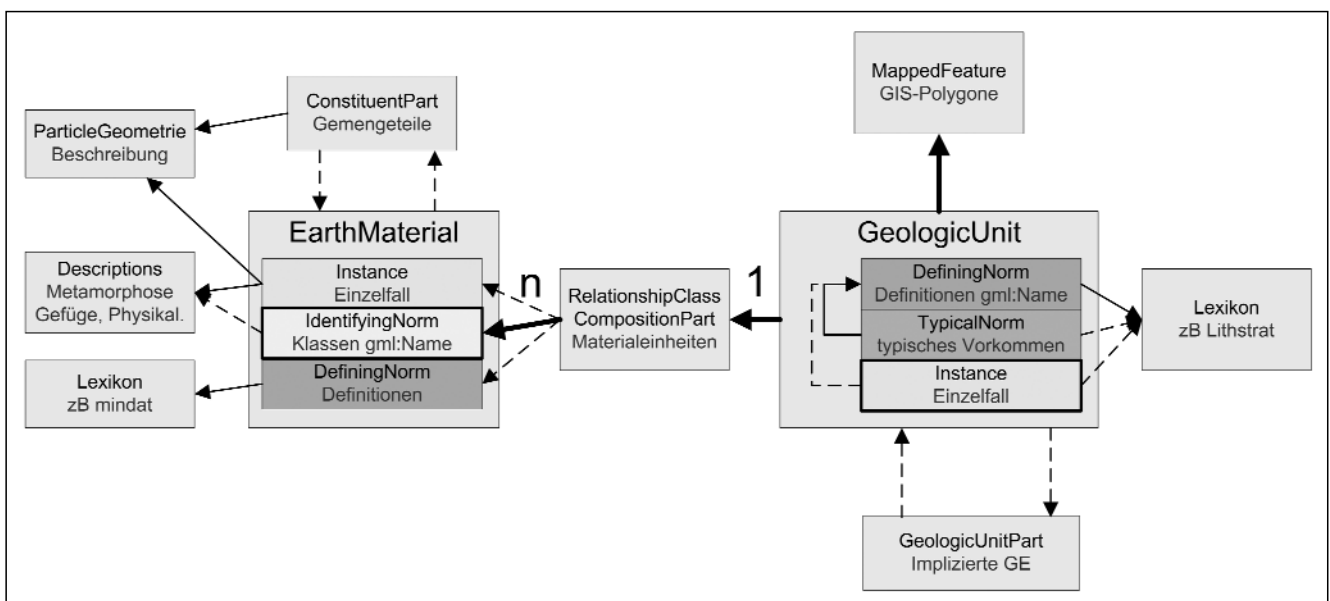 MappedFeature
GIS-Polygone
ConstituentPart
Gemengeteile
ParticleGeometrie
Beschreibung
EarthMaterial
Instance
Einzelfall
IdentifyingNorm
Klassen gml:Name
DefiningNorm
Definitionen
Descriptions
Metamorphose
Gefüge, Physikal.
Lexikon
zB mindat
n
RelationshipClass
CompositionPart
Materialeinheiten
1
GeologicUnit
DefiningNorm
Definitionen gml:Name
TypicalNorm
typisches Vorkommen
Instance
Einzelfall
Lexikon
zB Lithstrat
GeologicUnitPart
Implizierte GE